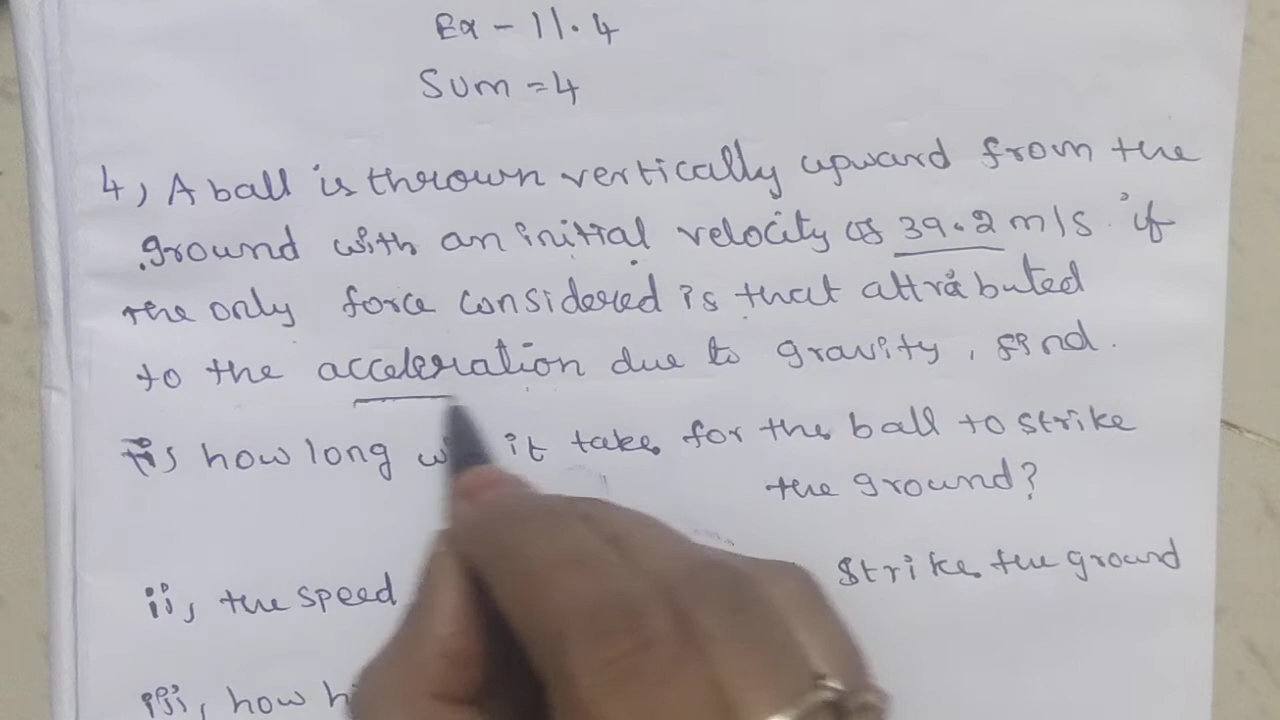 Ex - 11.4
Sum = 4
4) A ball is thrown vertically upward from the
ground with an initial velocity of 39.2 m/s. if
the only force considered is that attributed
to the acceleration due to gravity, find.
is how long it take for the ball to strike
the ground?
ii, the speed strike the ground
iii, how